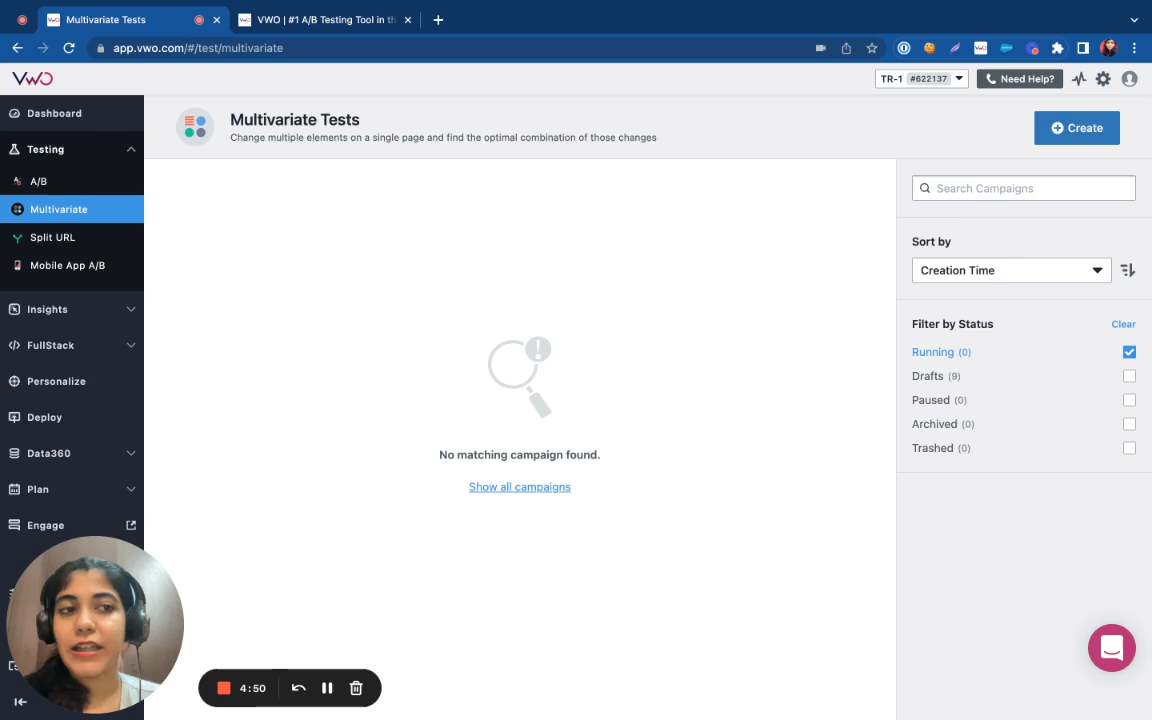 Multivariate Tests
VWO | #1 A/B Testing Tool in th
app.vwo.com/#/test/multivariate
VWO
TR-1 #622137
Need Help?
Dashboard
Testing
A/B
Multivariate
Split URL
Mobile App A/B
Insights
FullStack
Personalize
Deploy
Data360
Plan
Engage
Multivariate Tests
Change multiple elements on a single page and find the optimal combination of those changes
Create
No matching campaign found.
Show all campaigns
Search Campaigns
Sort by
Creation Time
Filter by Status
Clear
Running (0)
Drafts (9)
Paused (0)
Archived (0)
Trashed (0)
4:50